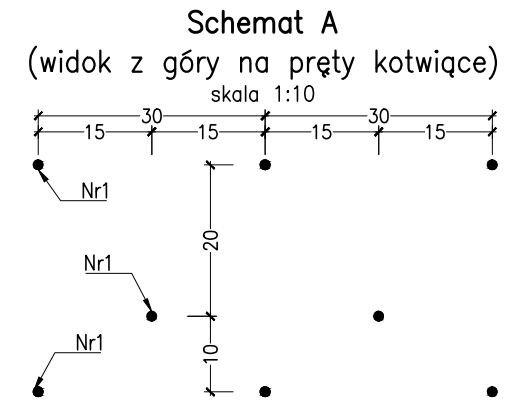 Schemat A
(widok z góry na pręty kotwiące)
skala 1:10
30 30
15 15 15 15
Nr1
20
Nr1
10
Nr1